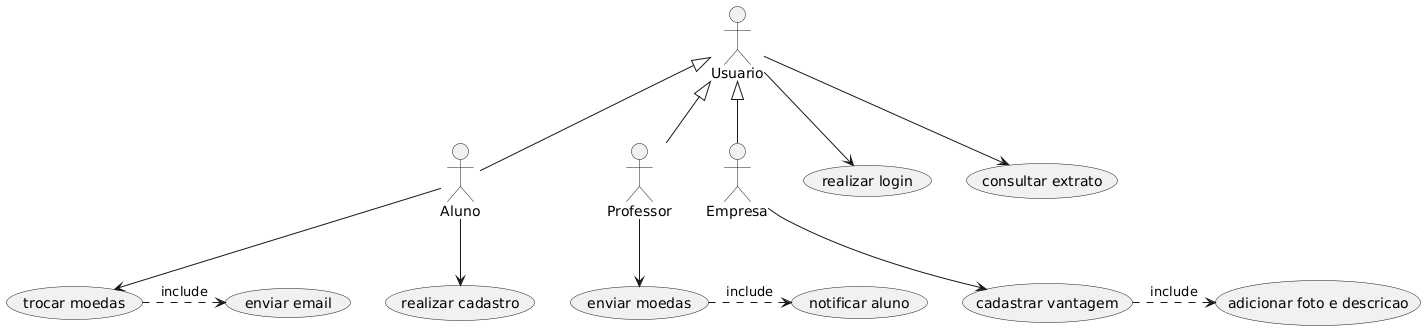 Usuario
realizar login
consultar extrato
Aluno
Professor
Empresa
trocar moedas
include
enviar email
realizar cadastro
enviar moedas
include
notificar aluno
cadastrar vantagem
include
adicionar foto e descricao